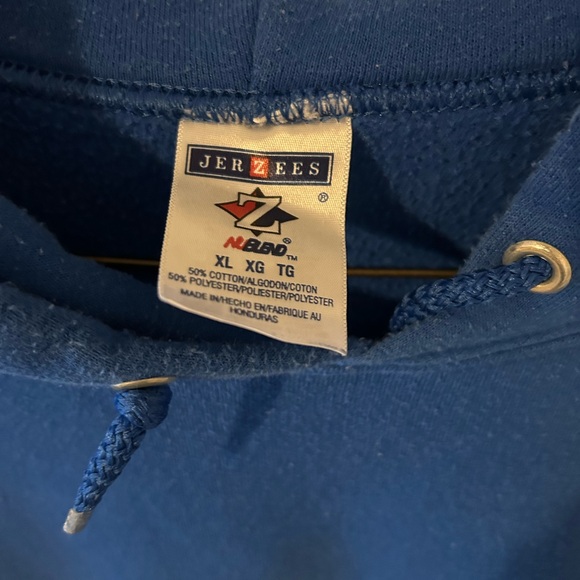 JERZEES
®
Z
NUBLEND® ™
XL XG TG
50% COTTON/ALGODON/COTON
50% POLYESTER/POLIESTER/POLYESTER
MADE IN/HECHO EN/FABRIQUE AU
HONDURAS